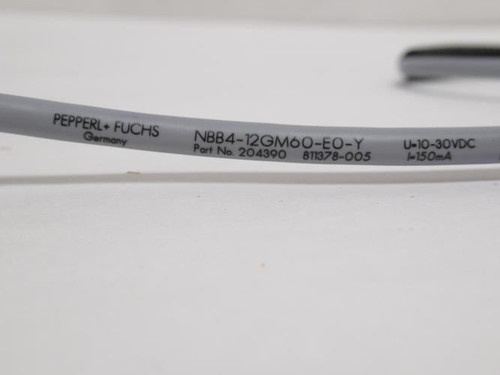 PEPPERL+ FUCHS
Germany
NBB4-12GM60-E0-Y
Part No. 204390 811378-005
U=10-30VDC
I=150mA